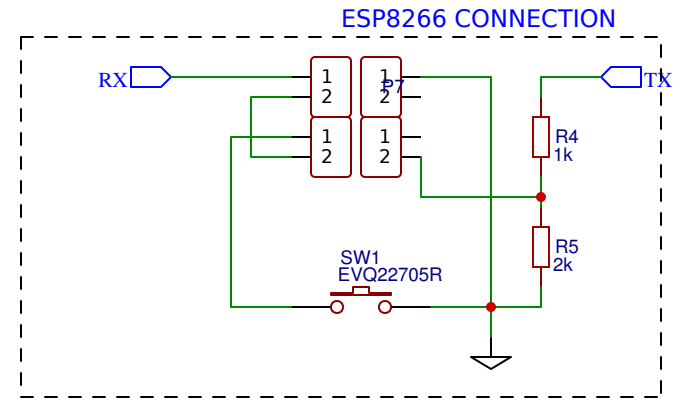 ESP8266 CONNECTION
RX
1
2
1
2
1
2
P7
1
2
TX
R4
1k
R5
2k
SW1
EVQ22705R